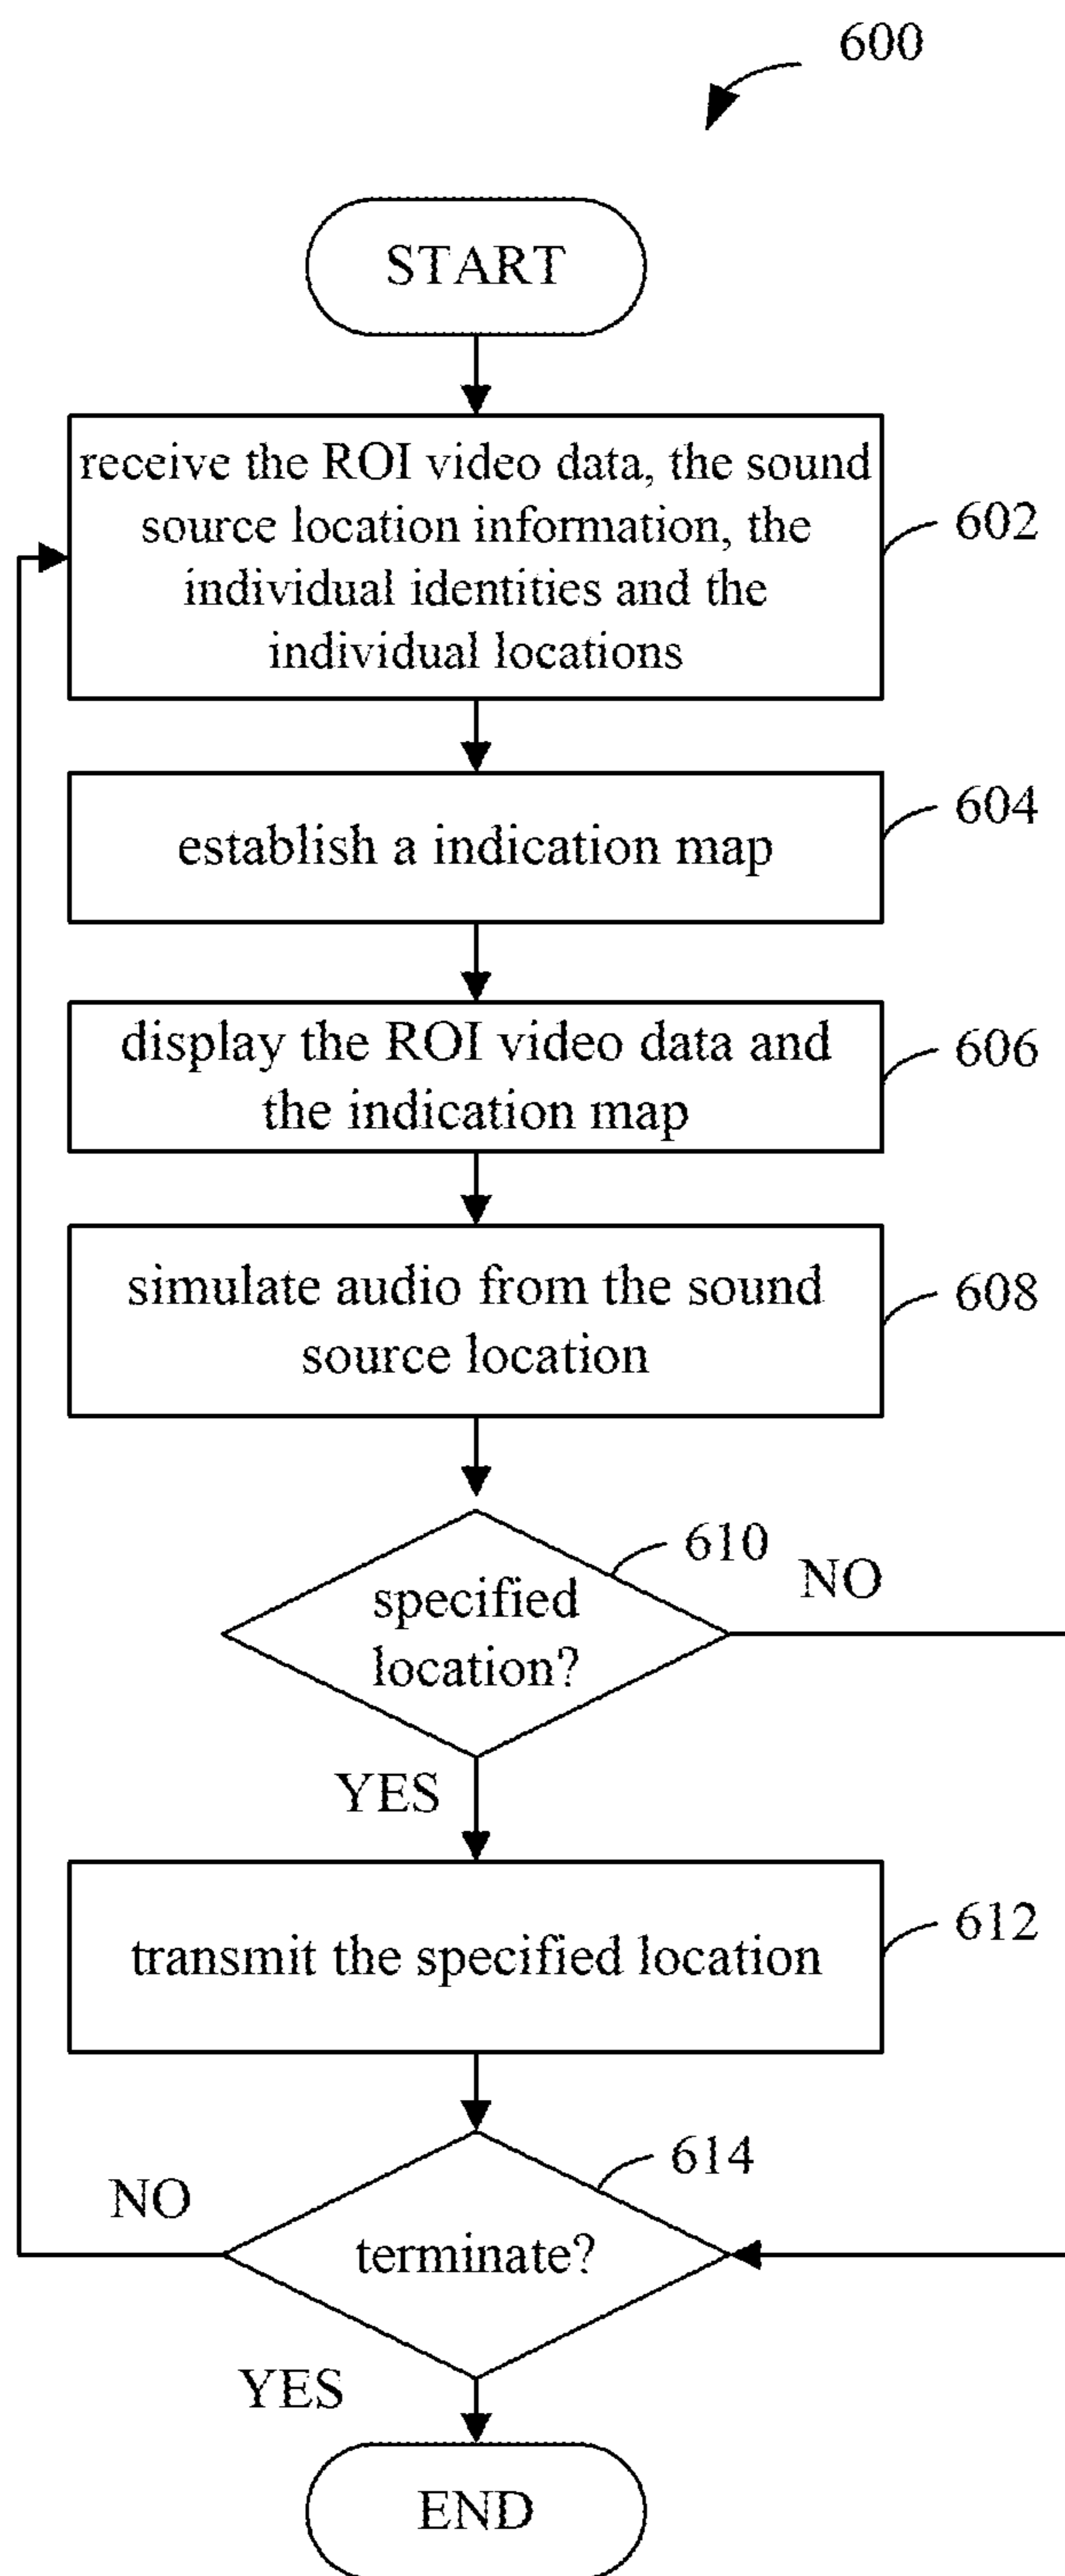 600
START
receive the ROI video data, the sound
source location information, the
individual identities and the
individual locations
602
establish a indication map
604
display the ROI video data and
the indication map
606
simulate audio from the sound
source location
608
specified
location?
610
NO
YES
transmit the specified location
612
terminate?
614
NO
YES
END